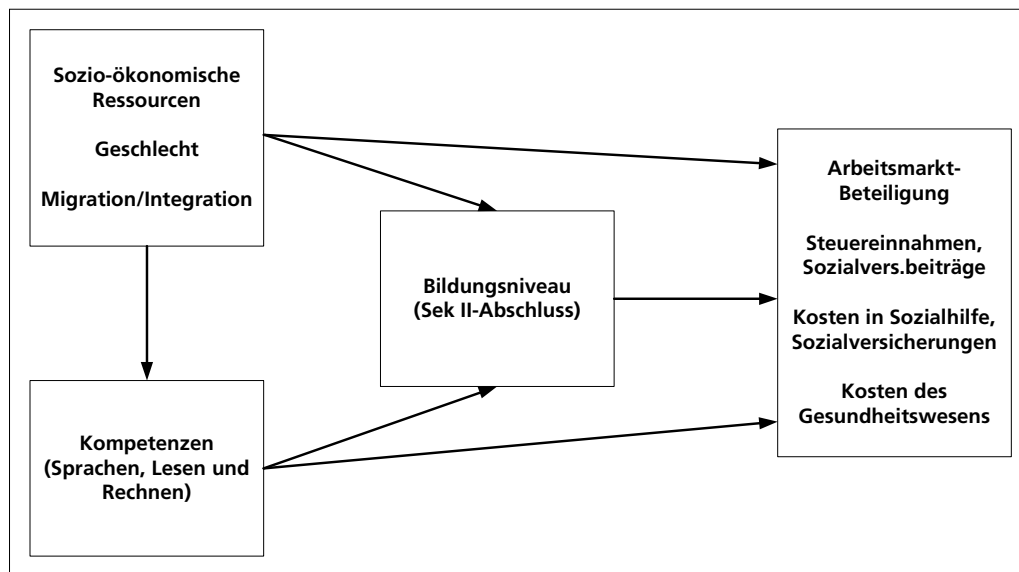 Sozio-ökonomische
Ressourcen
Geschlecht
Migration/Integration
Kompetenzen
(Sprachen, Lesen und
Rechnen)
Bildungsniveau
(Sek II-Abschluss)
Arbeitsmarkt-
Beteiligung
Steuereinnahmen,
Sozialvers.beiträge
Kosten in Sozialhilfe,
Sozialversicherungen
Kosten des
Gesundheitswesens